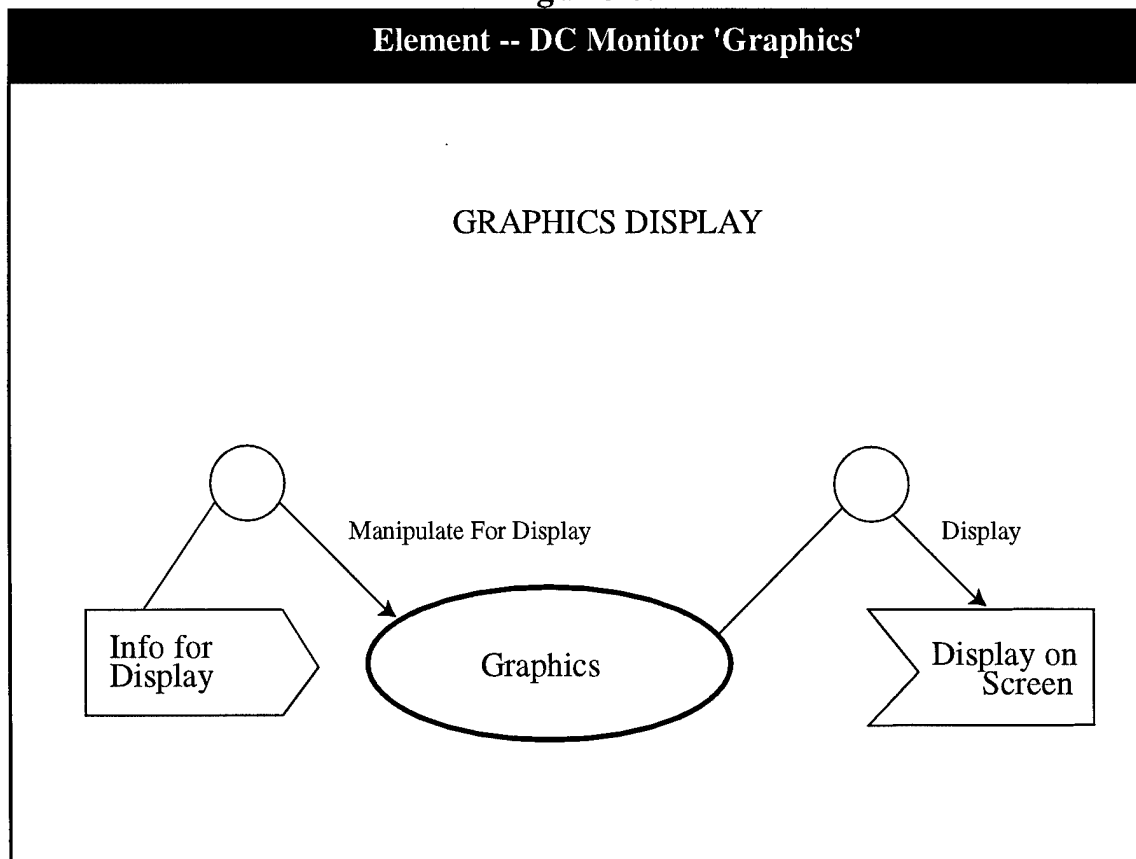 Element -- DC Monitor 'Graphics'
GRAPHICS DISPLAY
Manipulate For Display
Display
Info for
Display
Graphics
Display on
Screen